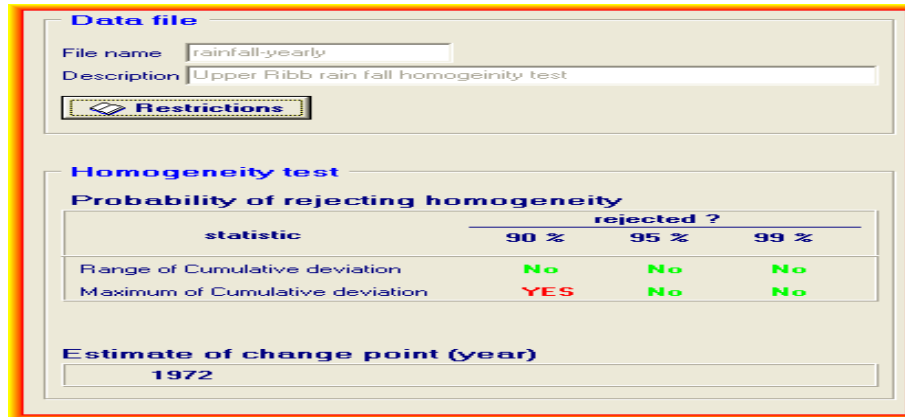 Data file
File name rainfall-yearly
Description Upper Ribb rain fall homogeinity test
Restrictions
Homogeneity test
Probability of rejecting homogeneity
rejected ?
statistic 90 % 95 % 99 %
Range of Cumulative deviation No No No
Maximum of Cumulative deviation YES No No
Estimate of change point (year)
1972